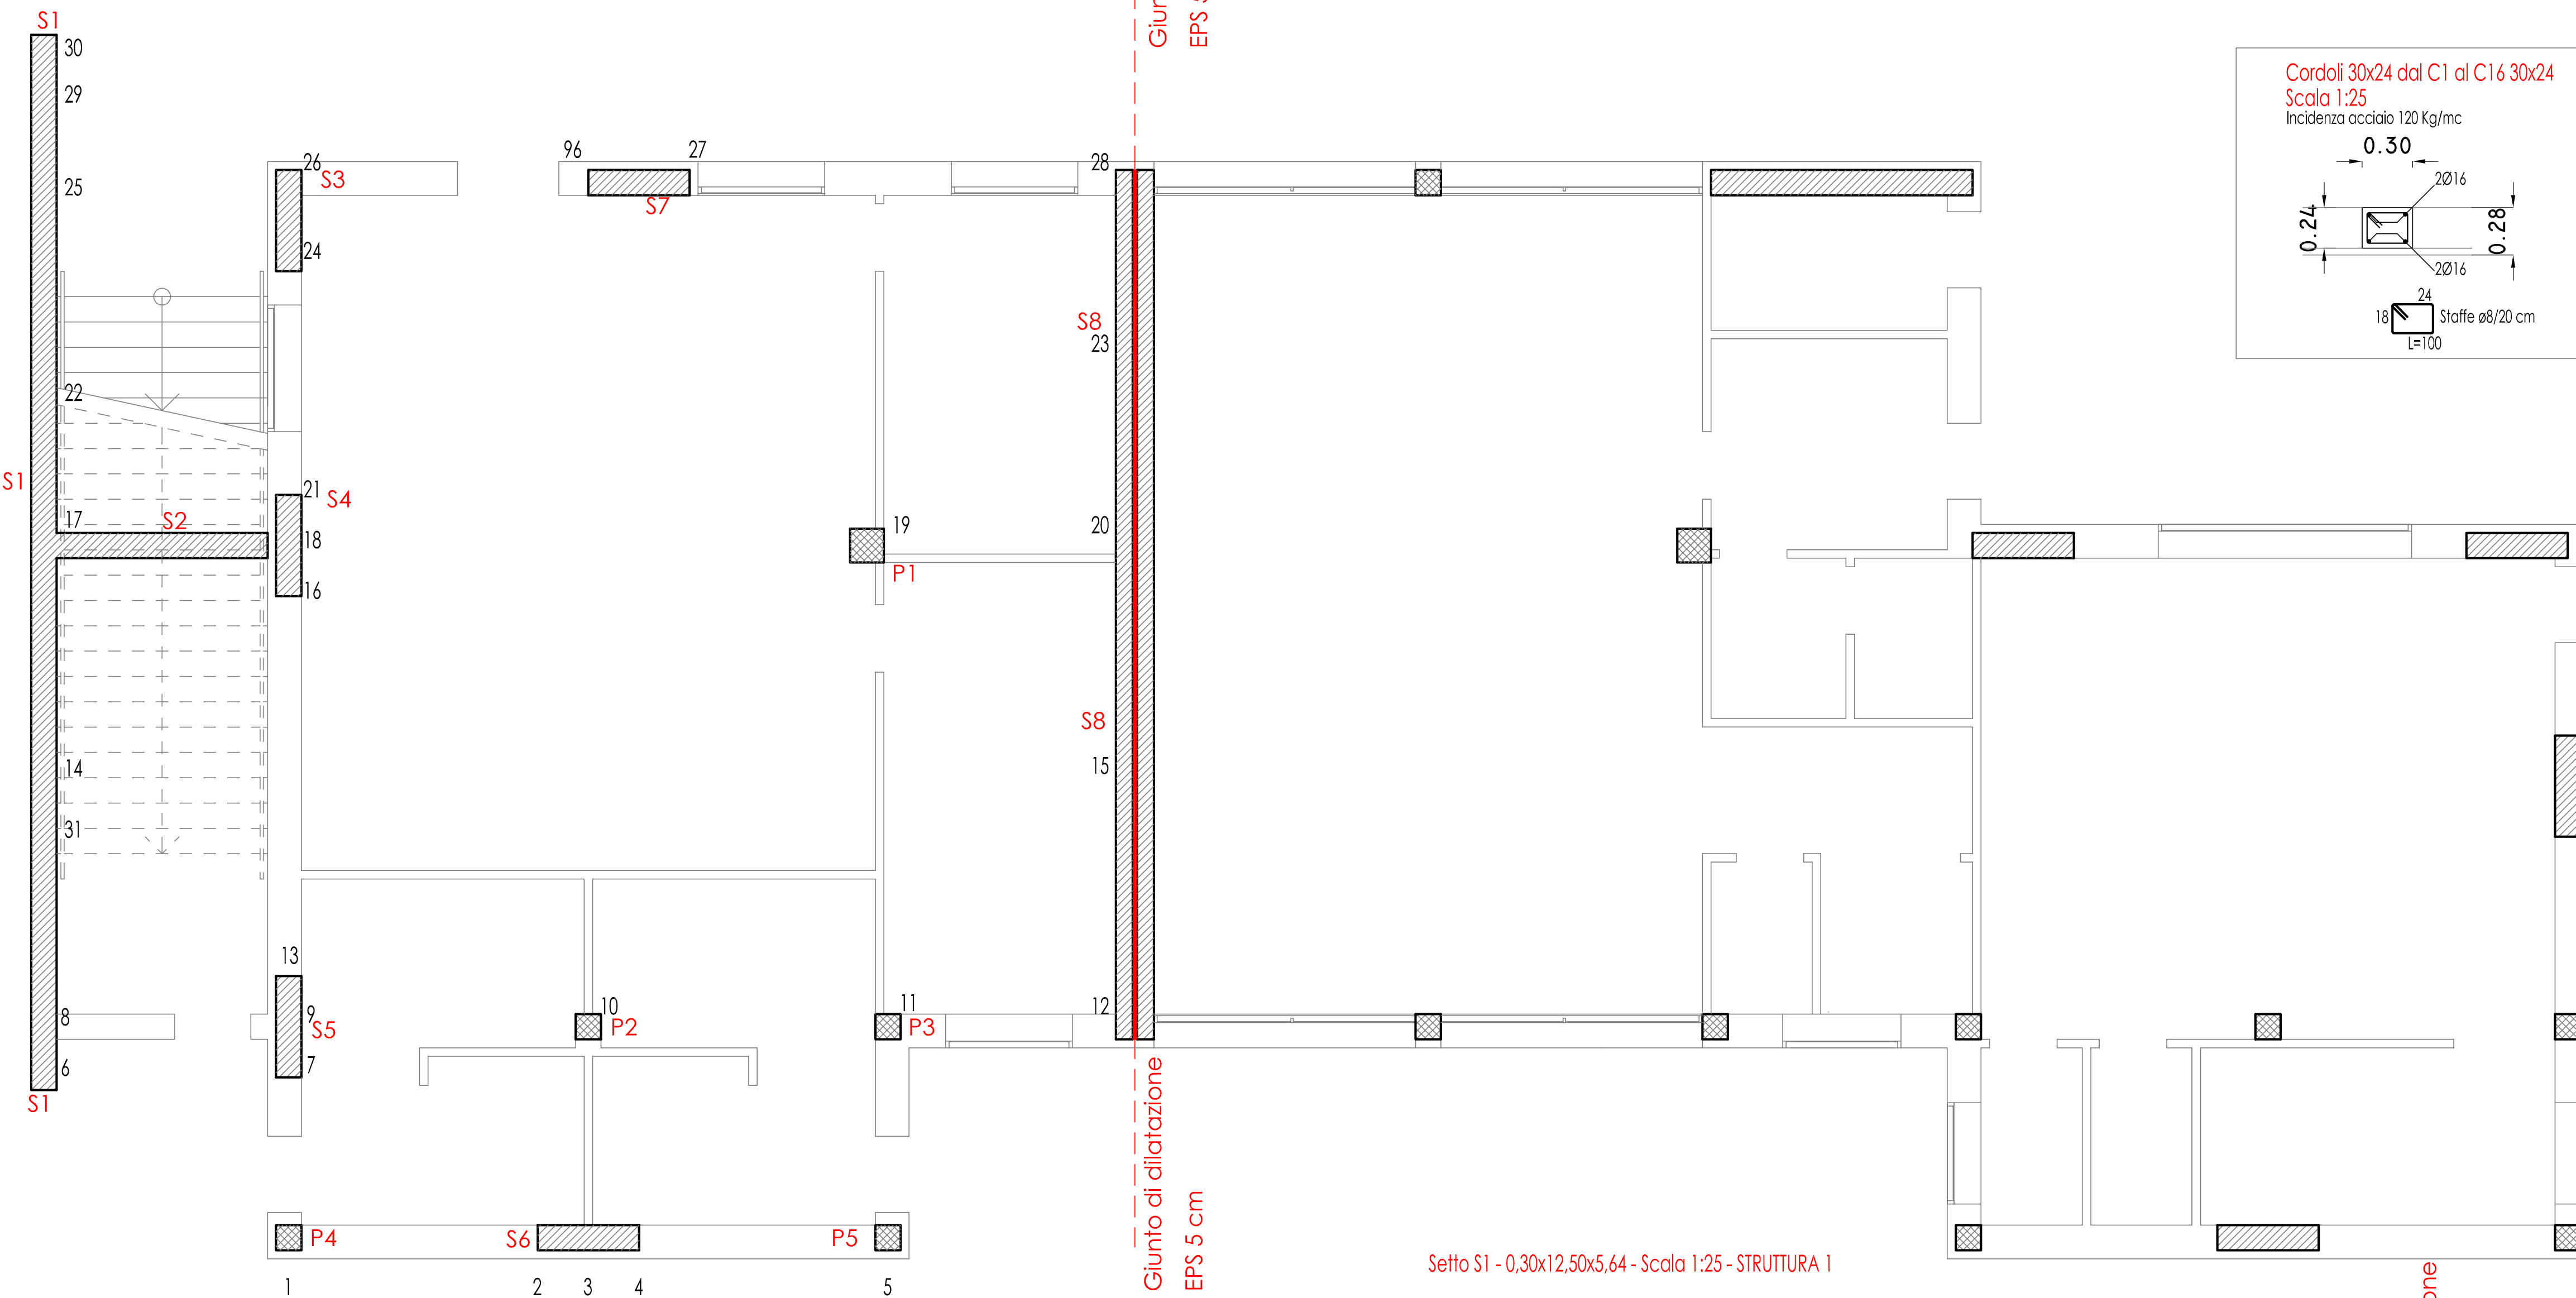 S1
30
29
25
22
S1
17
S2
14
31
8
6
S1
26
S3
24
21
S4
18
16
13
9
S5
7
96
27
S7
28
S8
23
19
P1
20
S8
15
10
P2
11
P3
12
P4
S6
P5
1
2
3
4
5
Giunto di dilatazione
EPS 5 cm
Setto S1 - 0,30x12,50x5,64 - Scala 1:25 - STRUTTURA 1
Cordoli 30x24 dal C1 al C16 30x24
Scala 1:25
Incidenza acciaio 120 Kg/mc
0.30
2Ø16
0.24
0.28
2Ø16
24
18
Staffe ø8/20 cm
L=100